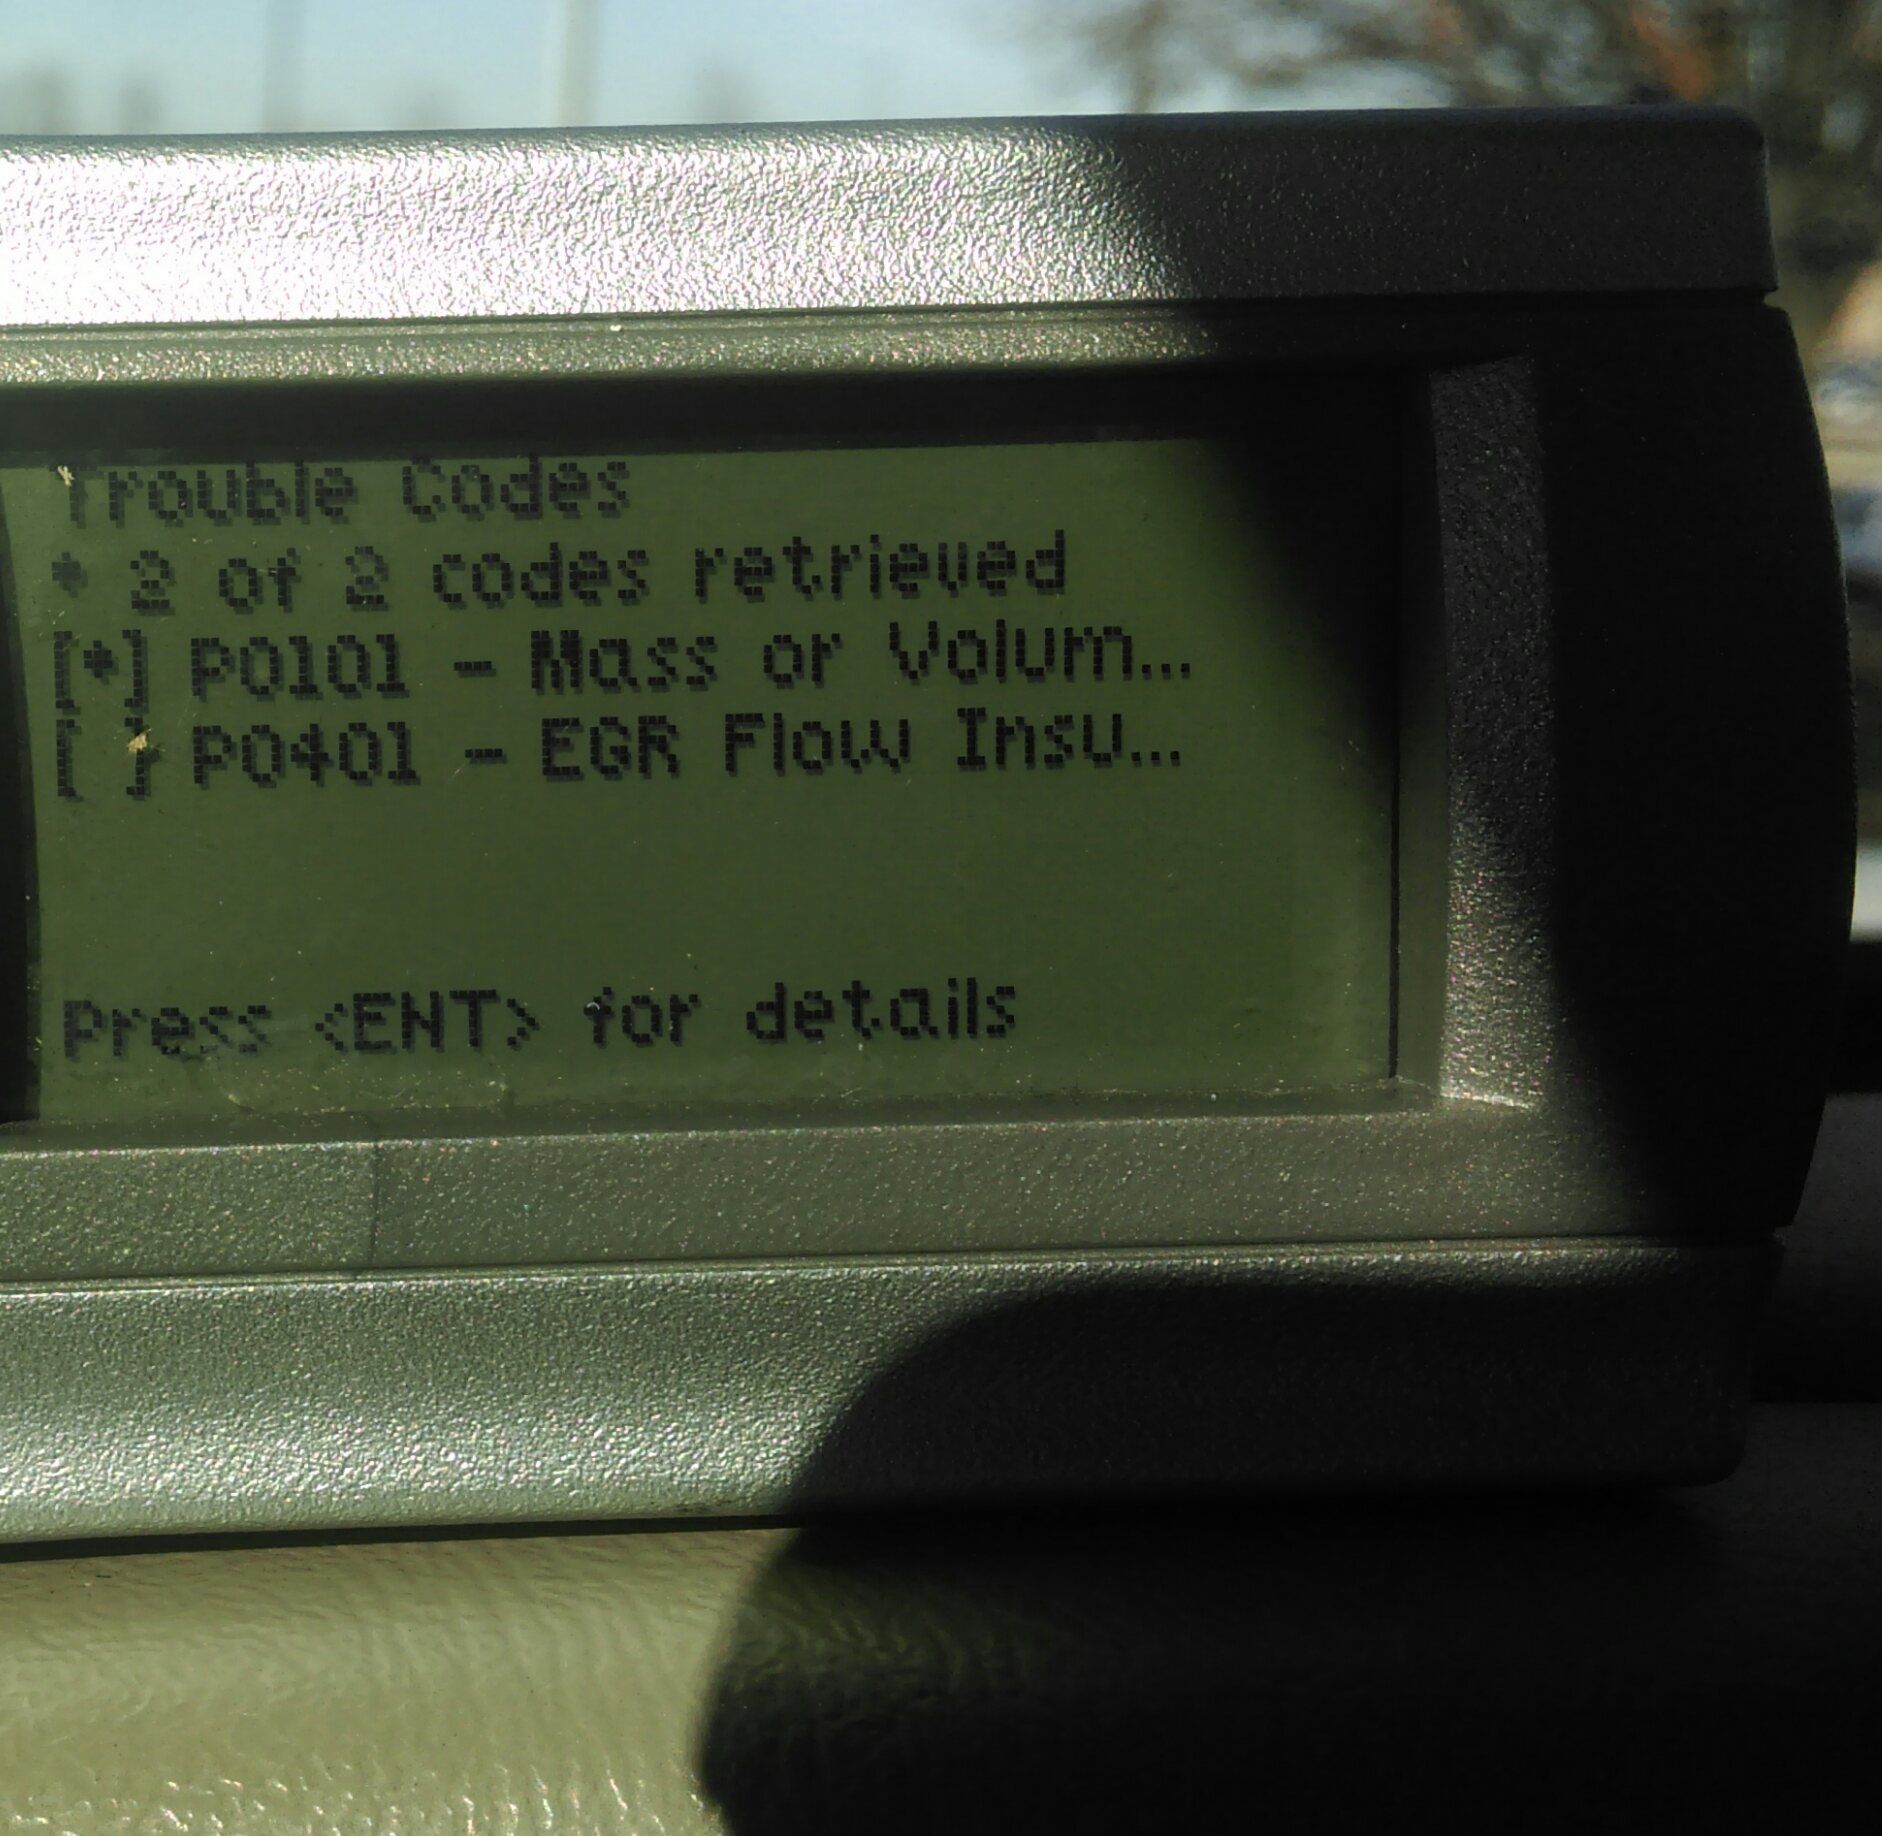 Trouble Codes
* 2 of 2 codes retrieved
[*] P0101 - Mass or Volum...
[ ] P0401 - EGR Flow Insu...
Press <ENT> for details